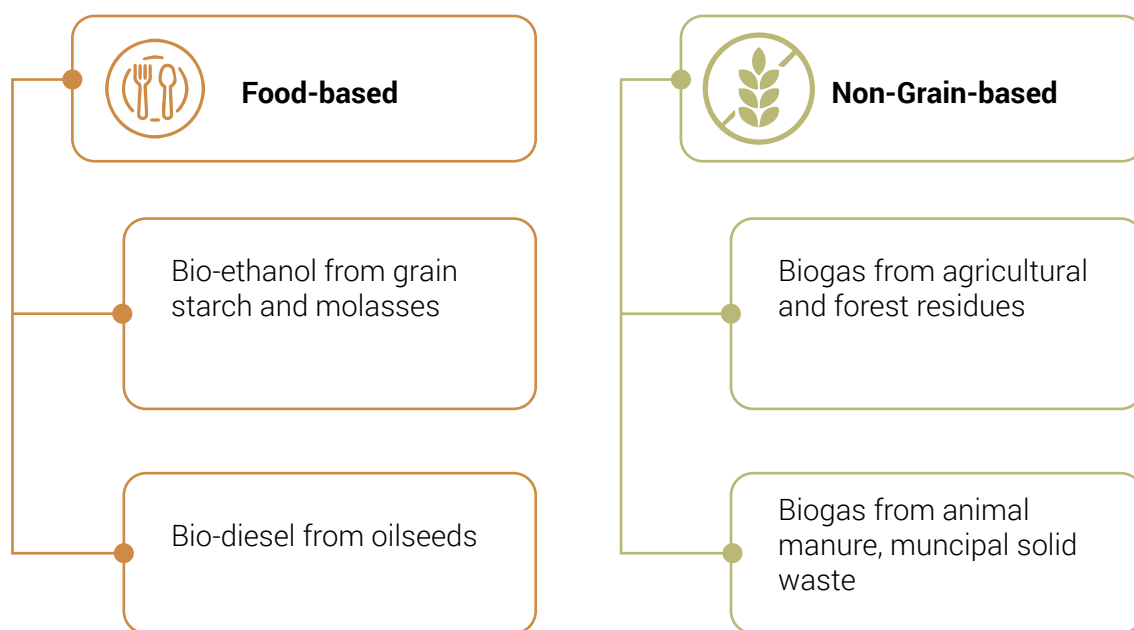 Food-based
Bio-ethanol from grain
starch and molasses
Bio-diesel from oilseeds
Non-Grain-based
Biogas from agricultural
and forest residues
Biogas from animal
manure, muncipal solid
waste